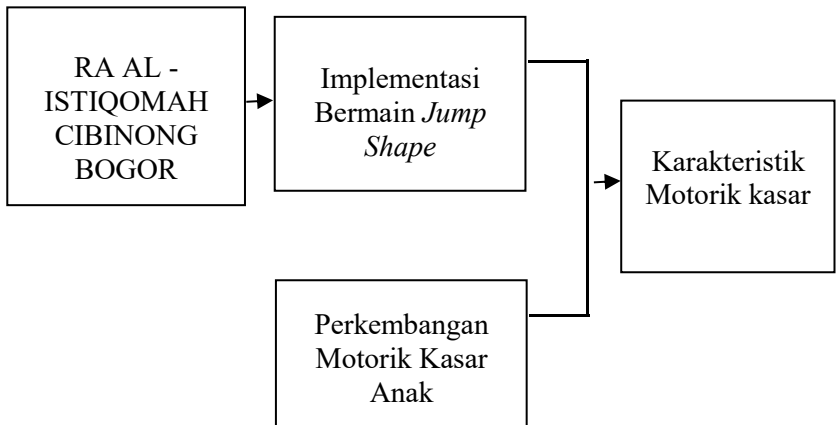 RA AL -
ISTIQOMAH
CIBINONG
BOGOR
Implementasi
Bermain Jump
Shape
Karakteristik
Motorik kasar
Perkembangan
Motorik Kasar
Anak